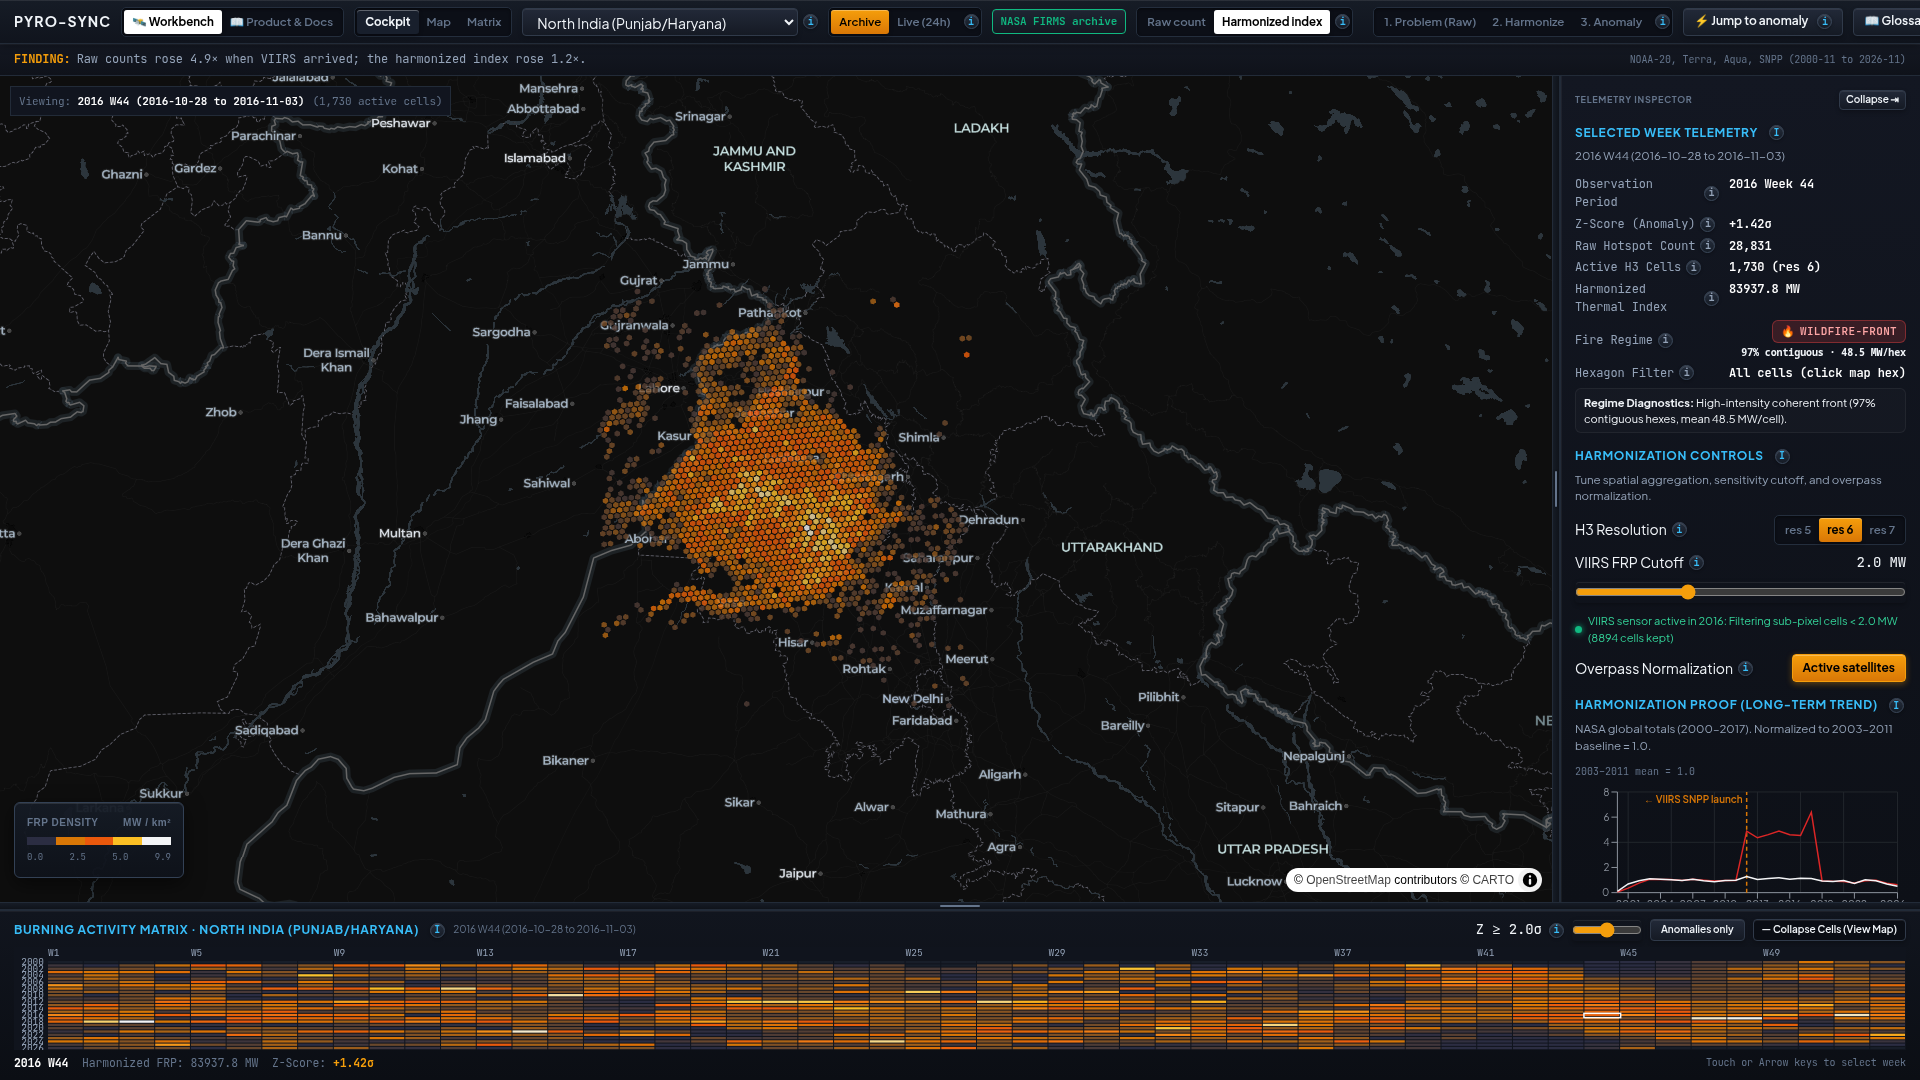 PYRO-SYNC
Workbench
Product & Docs
Cockpit
Map
Matrix
North India (Punjab/Haryana)
Archive
Live (24h)
NASA FIRMS archive
Raw count
Harmonized index
1. Problem (Raw)
2. Harmonize
3. Anomaly
⚡ Jump to anomaly
FINDING: Raw counts rose 4.9× when VIIRS arrived; the harmonized index rose 1.2×.
NOAA-20, Terra, Aqua, SNPP (2000-11 to 2026-11)
Viewing: 2016 W44 (2016-10-28 to 2016-11-03) (1,730 active cells)
Jalalabad
Mansehra
Abbottabad
Peshawar
Parachinar
Srinagar
LADAKH
JAMMU AND
KASHMIR
Islamabad
Kohat
Gardez
Ghazni
Bannu
Jammu
Gujrat
Pathankot
Gujranwala
Sargodha
Dera Ismail
Khan
Zhob
Faisalabad
Jhang
Kasur
Shimla
Sahiwal
Dehradun
Multan
Dera Ghazi
Khan
UTTARAKHAND
Bahawalpur
Muzaffarnagar
Hisar
Rohtak
Meerut
New Delhi
Faridabad
Pilibhit
Bareilly
Sadiqabad
Bikaner
Nepalgunj
Aligarh
Sukkur
Sikar
Alwar
Mathura
Sitapur
Bahraich
Agra
UTTAR PRADESH
Jaipur
Lucknow
FRP DENSITY MW / km²
0.0 2.5 5.0 9.9
© OpenStreetMap contributors © CARTO
TELEMETRY INSPECTOR
Collapse ⇥
SELECTED WEEK TELEMETRY
2016 W44 (2016-10-28 to 2016-11-03)
Observation Period 2016 Week 44
Z-Score (Anomaly) +1.42σ
Raw Hotspot Count 28,831
Active H3 Cells 1,730 (res 6)
Harmonized Thermal Index 83937.8 MW
Fire Regime WILDFIRE-FRONT
97% contiguous · 48.5 MW/hex
Hexagon Filter All cells (click map hex)
Regime Diagnostics: High-intensity coherent front (97%
contiguous hexes, mean 48.5 MW/cell).
HARMONIZATION CONTROLS
Tune spatial aggregation, sensitivity cutoff, and overpass
normalization.
H3 Resolution res 5 res 6 res 7
VIIRS FRP Cutoff 2.0 MW
VIIRS sensor active in 2016: Filtering sub-pixel cells < 2.0 MW
(8894 cells kept)
Overpass Normalization Active satellites
HARMONIZATION PROOF (LONG-TERM TREND)
NASA global totals (2000–2017). Normalized to 2003–2011
baseline = 1.0.
2003–2011 mean = 1.0
← VIIRS SNPP launch
8
6
4
2
0
BURNING ACTIVITY MATRIX · NORTH INDIA (PUNJAB/HARYANA)
2016 W44 (2016-10-28 to 2016-11-03)
Z ≥ 2.0σ
Anomalies only
— Collapse Cells (View Map)
W1 W5 W9 W13 W17 W21 W25 W29 W33 W37 W41 W45 W49
2000
2016 W44 Harmonized FRP: 83937.8 MW Z-Score: +1.42σ
Touch or Arrow keys to select week